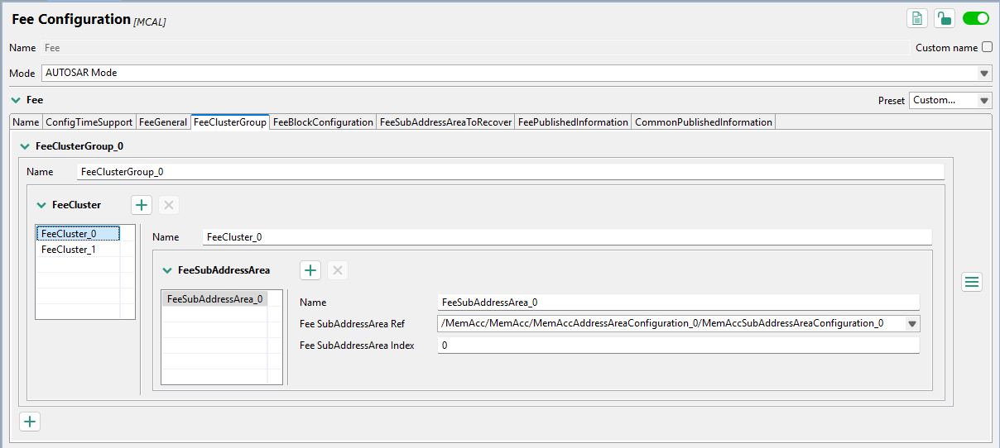 Fee Configuration [MCAL]
Name Fee Custom name
Mode AUTOSAR Mode
Fee Preset Custom...
Name ConfigTimeSupport FeeGeneral FeeClusterGroup FeeBlockConfiguration FeeSubAddressAreaToRecover FeePublishedInformation CommonPublishedInformation
FeeClusterGroup_0
Name FeeClusterGroup_0
FeeCluster
FeeCluster_0
FeeCluster_1
Name FeeCluster_0
FeeSubAddressArea
FeeSubAddressArea_0
Name FeeSubAddressArea_0
Fee SubAddressArea Ref /MemAcc/MemAcc/MemAccAddressAreaConfiguration_0/MemAccSubAddressAreaConfiguration_0
Fee SubAddressArea Index 0